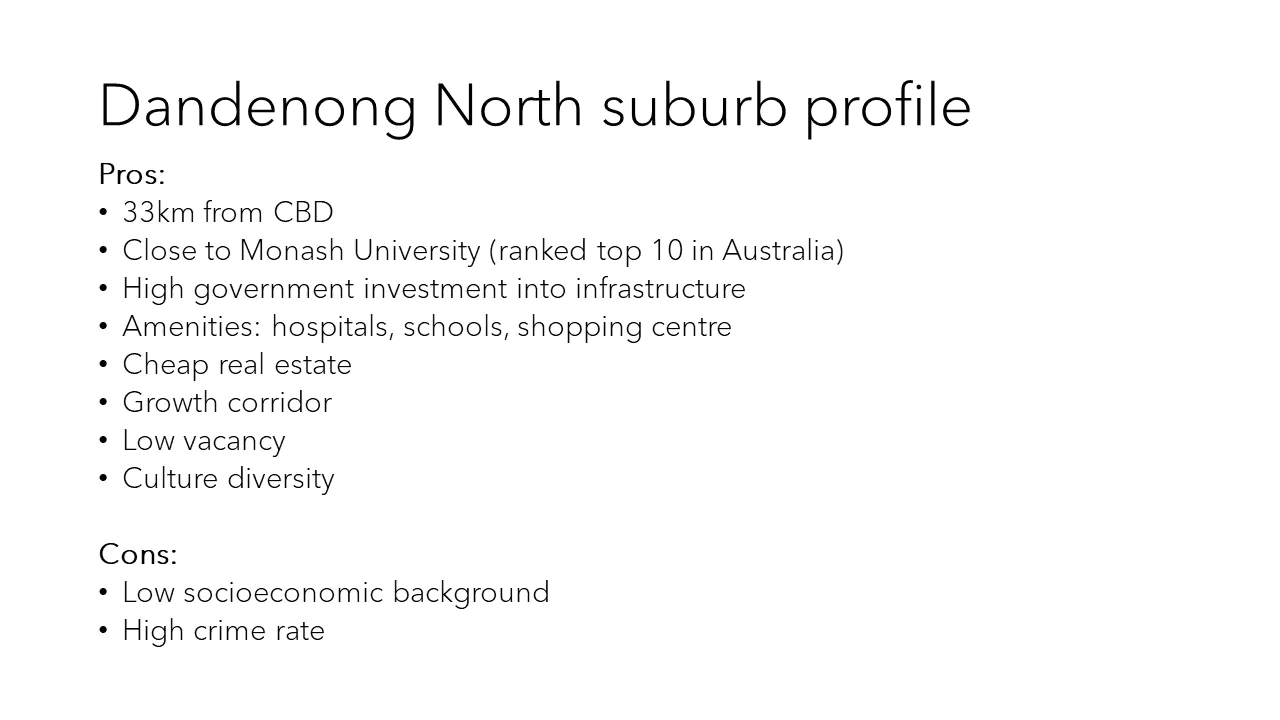 Dandenong North suburb profile
Pros:
• 33km from CBD
• Close to Monash University (ranked top 10 in Australia)
• High government investment into infrastructure
• Amenities: hospitals, schools, shopping centre
• Cheap real estate
• Growth corridor
• Low vacancy
• Culture diversity
Cons:
• Low socioeconomic background
• High crime rate